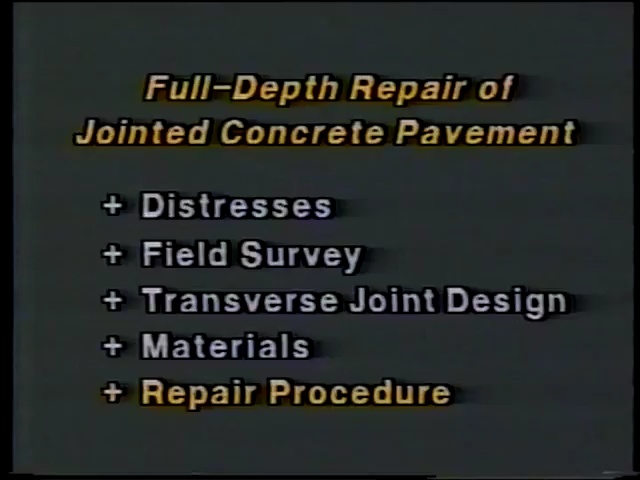 Full-Depth Repair of
Jointed Concrete Pavement
+ Distresses
+ Field Survey
+ Transverse Joint Design
+ Materials
+ Repair Procedure